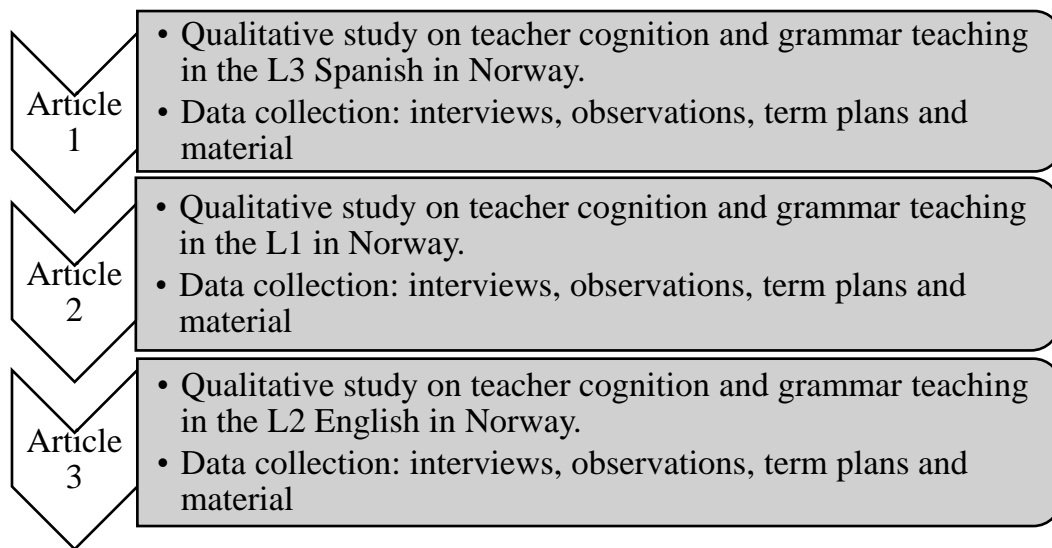 Article
1
• Qualitative study on teacher cognition and grammar teaching
in the L3 Spanish in Norway.
• Data collection: interviews, observations, term plans and
material
Article
2
• Qualitative study on teacher cognition and grammar teaching
in the L1 in Norway.
• Data collection: interviews, observations, term plans and
material
Article
3
• Qualitative study on teacher cognition and grammar teaching
in the L2 English in Norway.
• Data collection: interviews, observations, term plans and
material